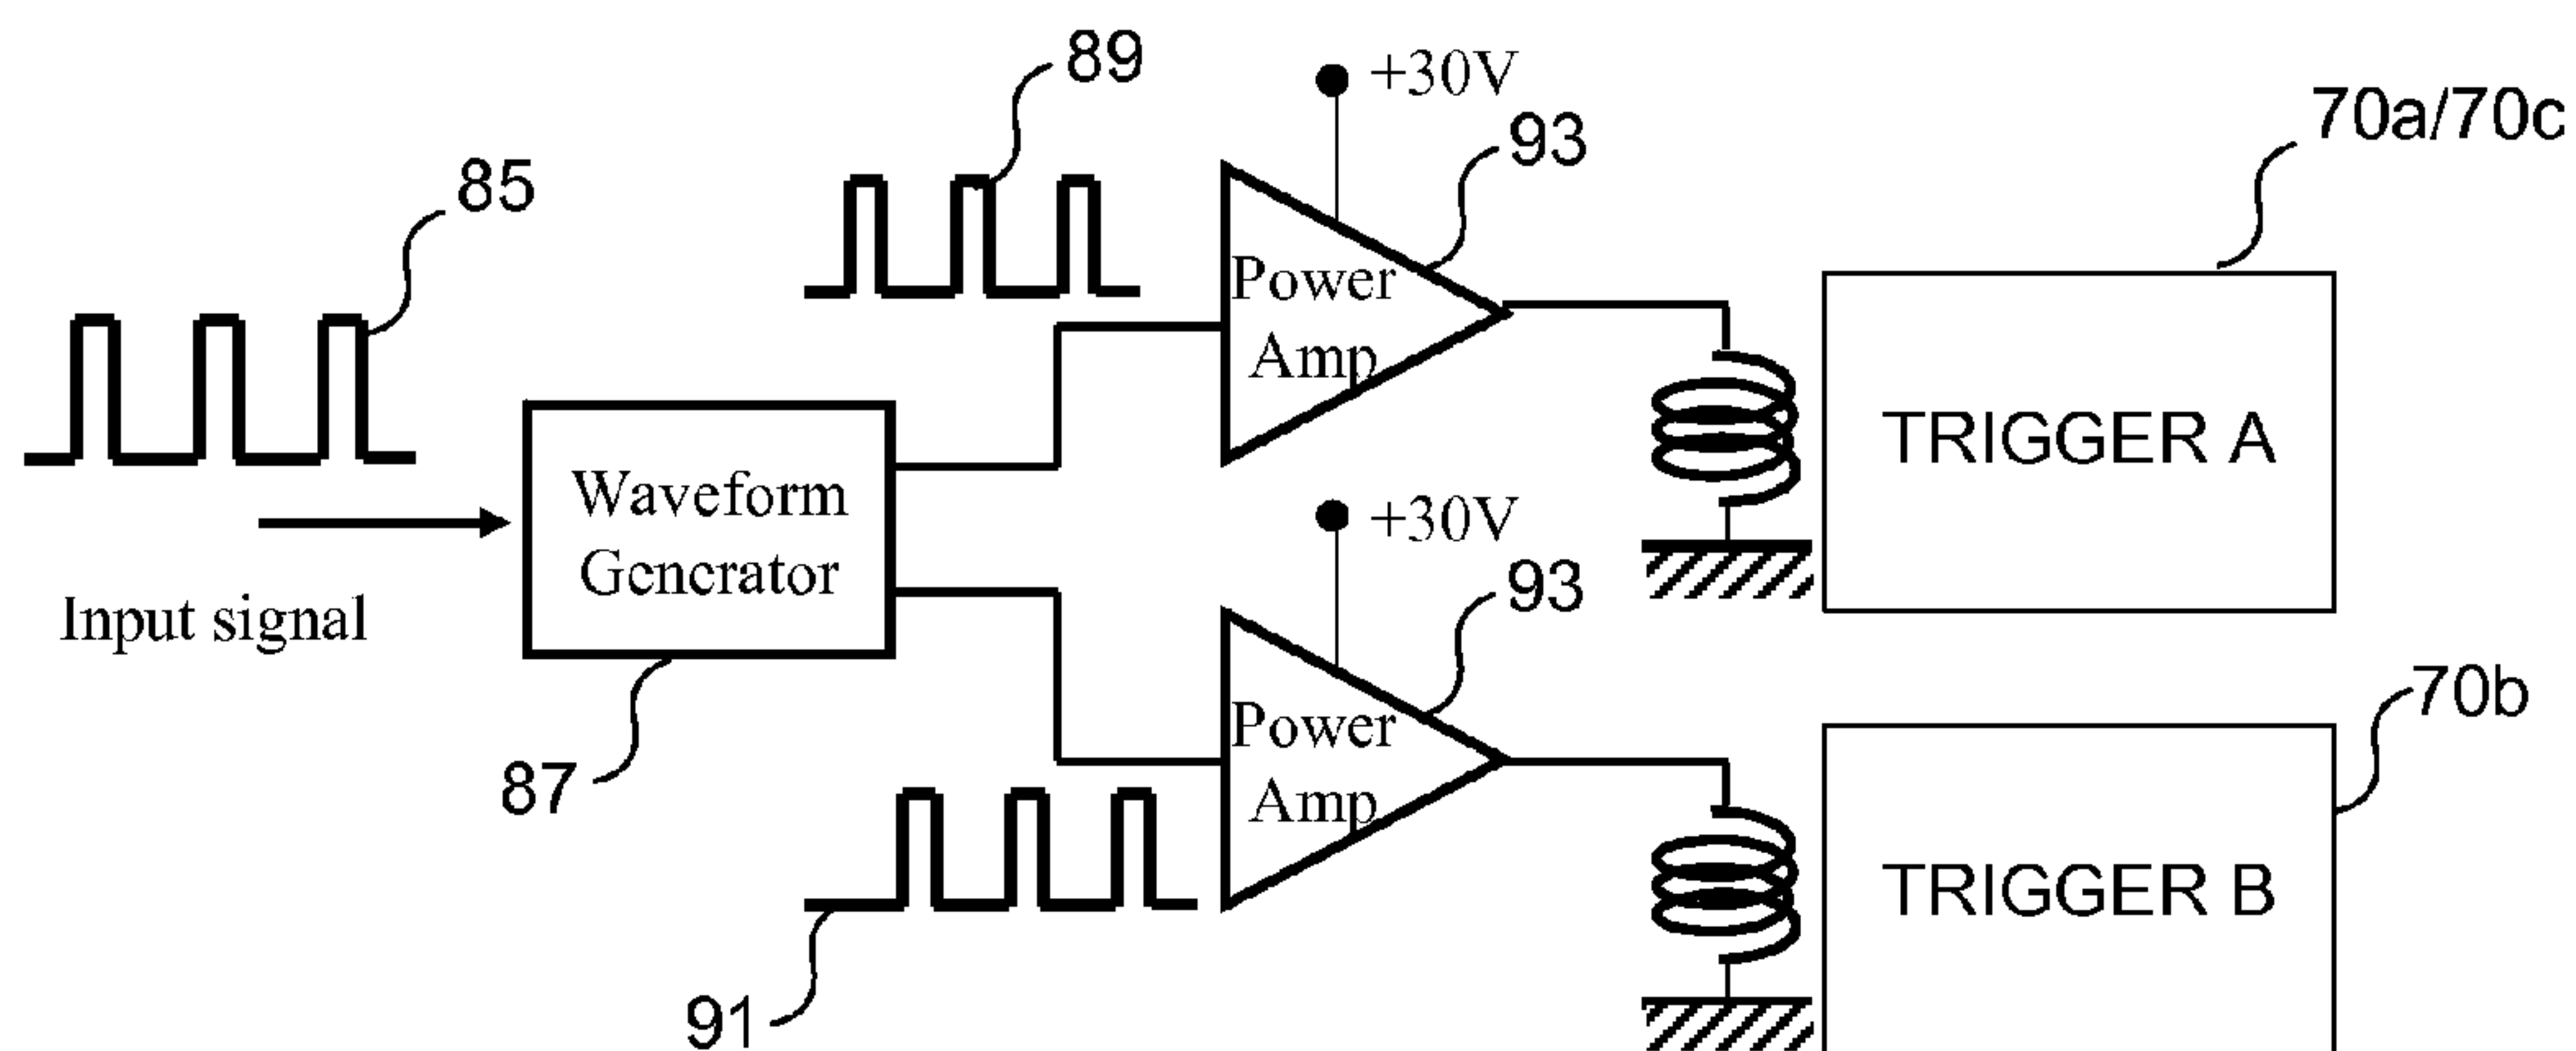 89
+30V
93
70a/70c
85
Power
Amp
TRIGGER A
Waveform
Generator
Input signal
+30V
93
87
Power
Amp
70b
TRIGGER B
91